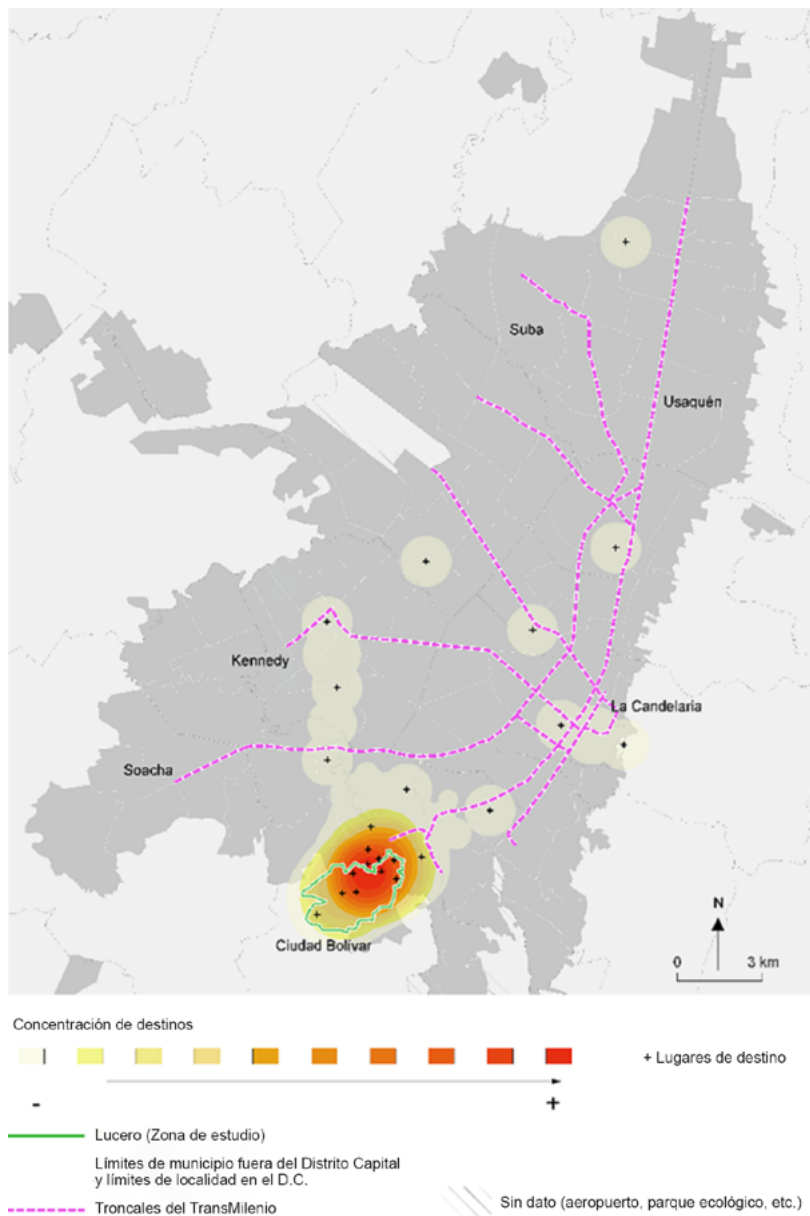 Suba
Usaquén
Kennedy
La Candelaria
Soacha
Ciudad Bolívar
N
0 3 km
Concentración de destinos
+ Lugares de destino
- +
Lucero (Zona de estudio)
Límites de municipio fuera del Distrito Capital
y límites de localidad en el D.C.
Troncales del TransMilenio
Sin dato (aeropuerto, parque ecológico, etc.)